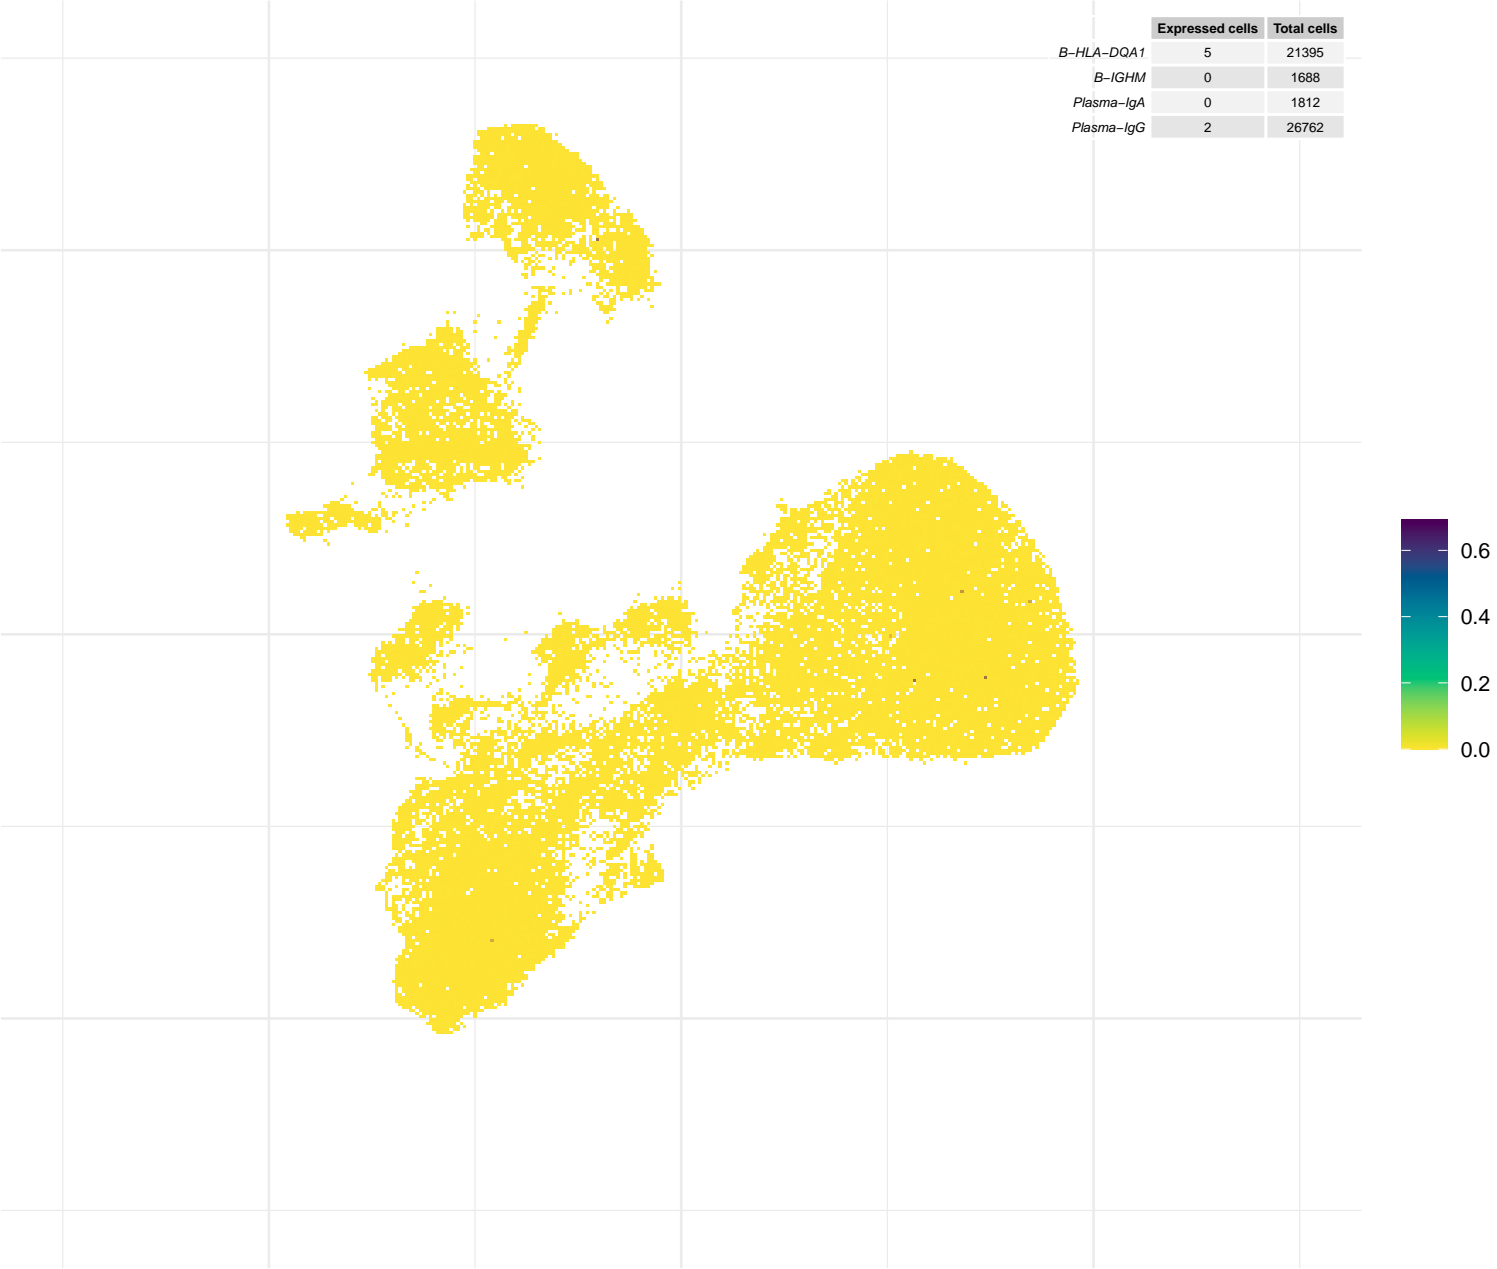 Expressed cells Total cells
B−HLA−DQA1 5 21395
B−IGHM 0 1688
Plasma−IgA 0 1812
Plasma−IgG 2 26762
0.6
0.4
0.2
0.0